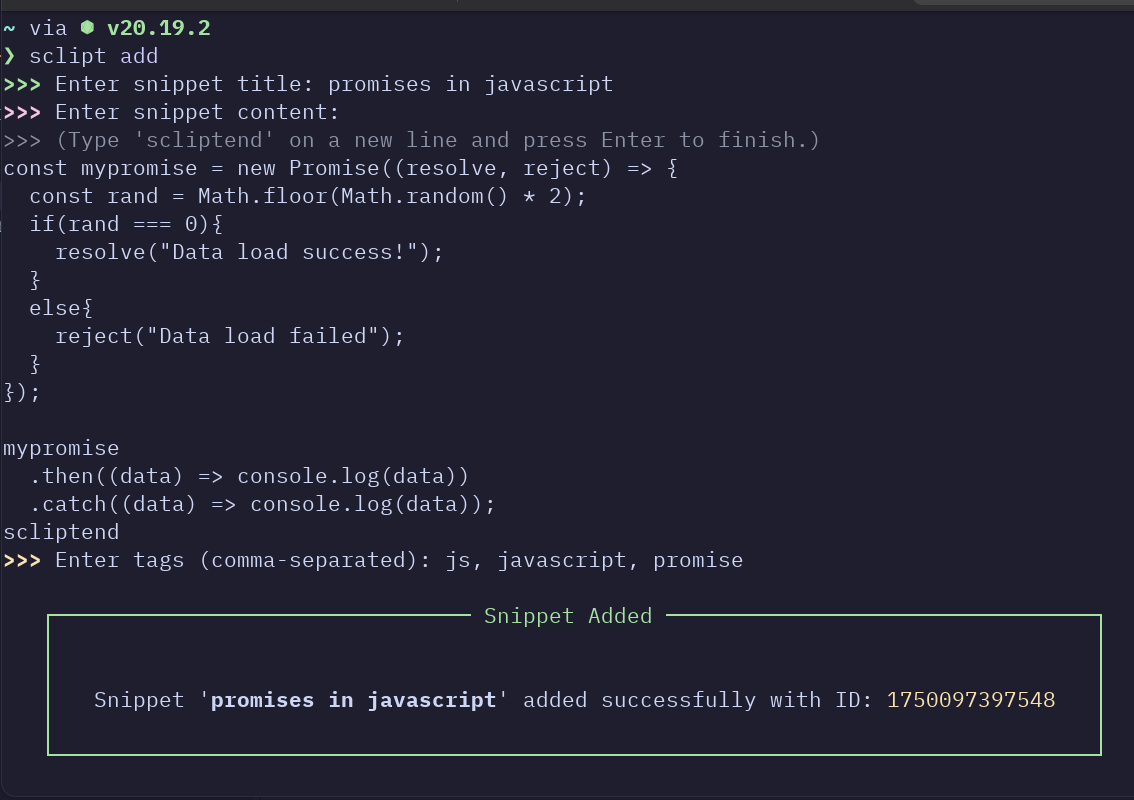 ~ via ⬢ v20.19.2
❯ sclipt add
>>> Enter snippet title: promises in javascript
>>> Enter snippet content:
>>> (Type 'scliptend' on a new line and press Enter to finish.)
const mypromise = new Promise((resolve, reject) => {
  const rand = Math.floor(Math.random() * 2);
  if(rand === 0){
    resolve("Data load success!");
  }
  else{
    reject("Data load failed");
  }
});

mypromise
  .then((data) => console.log(data))
  .catch((data) => console.log(data));
scliptend
>>> Enter tags (comma-separated): js, javascript, promise
Snippet Added
Snippet 'promises in javascript' added successfully with ID: 1750097397548